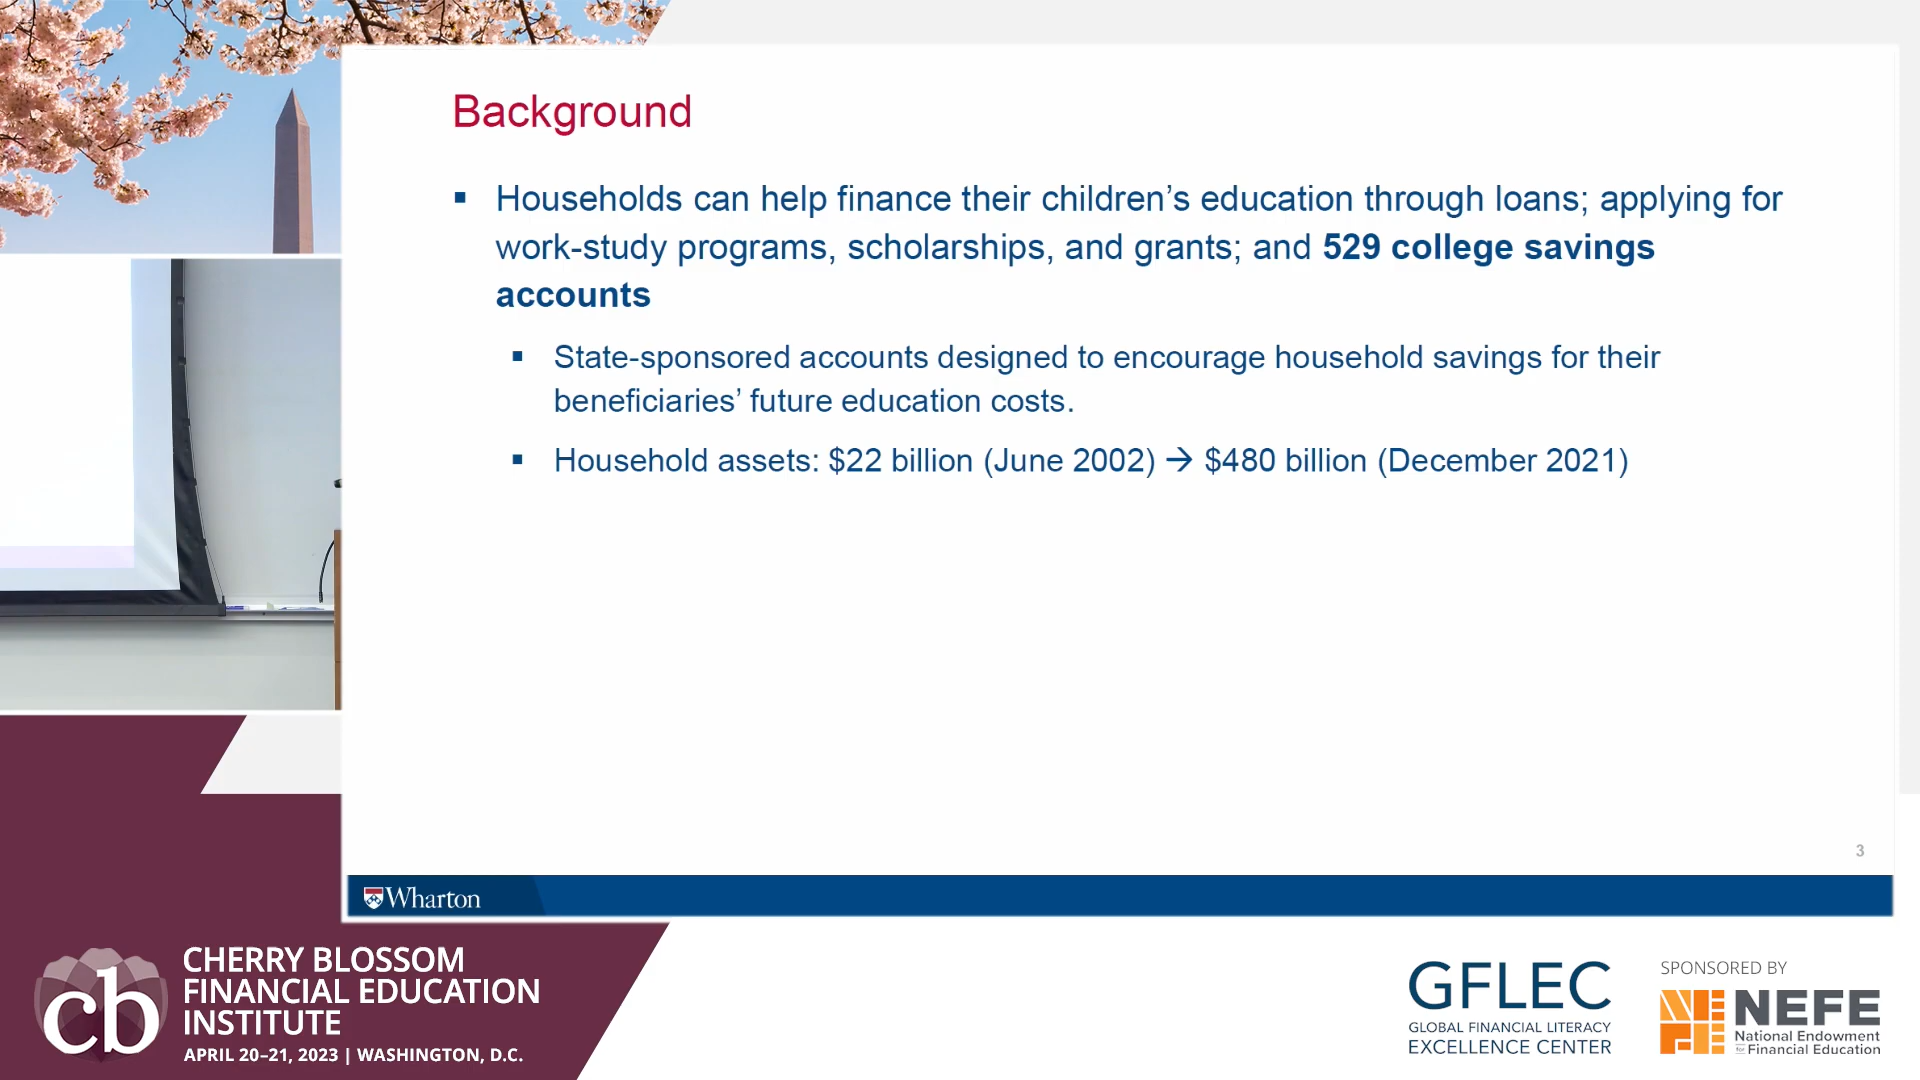 Background
▪ Households can help finance their children’s education through loans; applying for
work-study programs, scholarships, and grants; and 529 college savings
accounts
▪ State-sponsored accounts designed to encourage household savings for their
beneficiaries’ future education costs.
▪ Household assets: $22 billion (June 2002) → $480 billion (December 2021)
3
Wharton
cb
CHERRY BLOSSOM
FINANCIAL EDUCATION
INSTITUTE
APRIL 20–21, 2023 | WASHINGTON, D.C.
GFLEC
GLOBAL FINANCIAL LITERACY
EXCELLENCE CENTER
SPONSORED BY
NEFE
National Endowment
for Financial Education